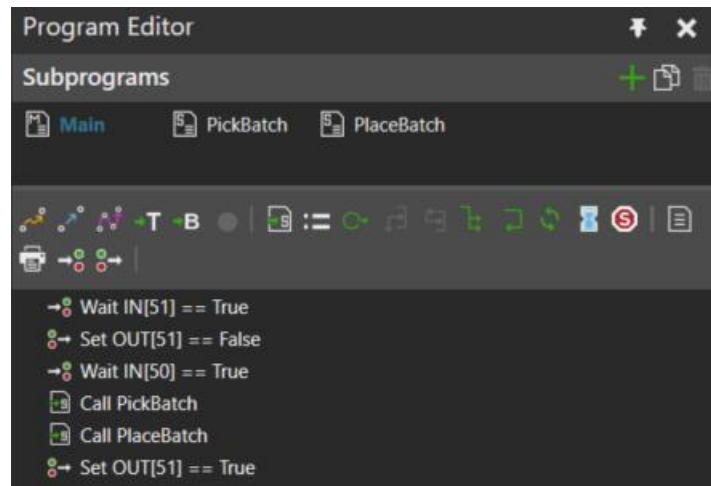 Program Editor
Subprograms
Main PickBatch PlaceBatch
T B S S
S
Wait IN[51] == True
Set OUT[51] == False
Wait IN[50] == True
Call PickBatch
Call PlaceBatch
Set OUT[51] == True